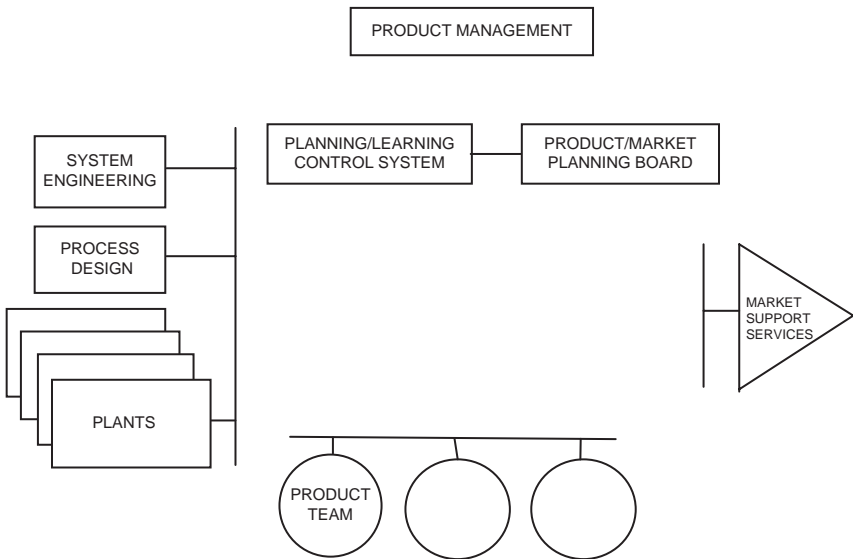 PRODUCT MANAGEMENT
PLANNING/LEARNING
CONTROL SYSTEM
PRODUCT/MARKET
PLANNING BOARD
SYSTEM
ENGINEERING
PROCESS
DESIGN
MARKET
SUPPORT
SERVICES
PLANTS
PRODUCT
TEAM